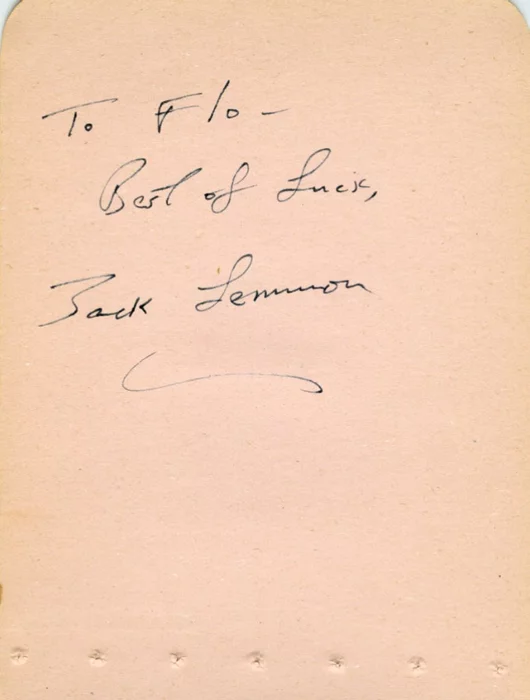 To Flo -
Best of Luck,
Jack Lemmon